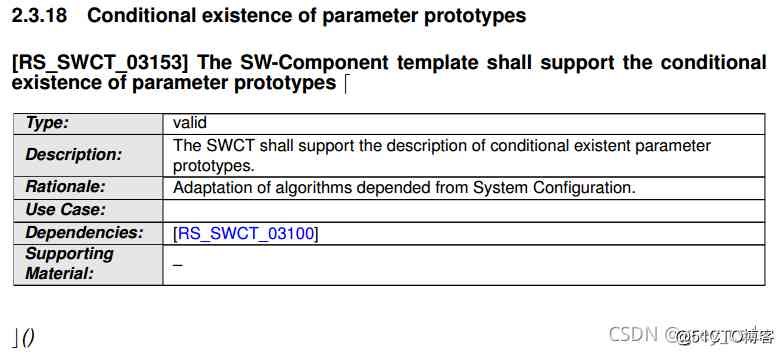 2.3.18 Conditional existence of parameter prototypes
[RS_SWCT_03153] The SW-Component template shall support the conditional
existence of parameter prototypes ⌈
Type: valid
Description: The SWCT shall support the description of conditional existent parameter
prototypes.
Rationale: Adaptation of algorithms depended from System Configuration.
Use Case:
Dependencies: [RS_SWCT_03100]
Supporting
Material: –
⌋()
CSDN
@51CTO博客